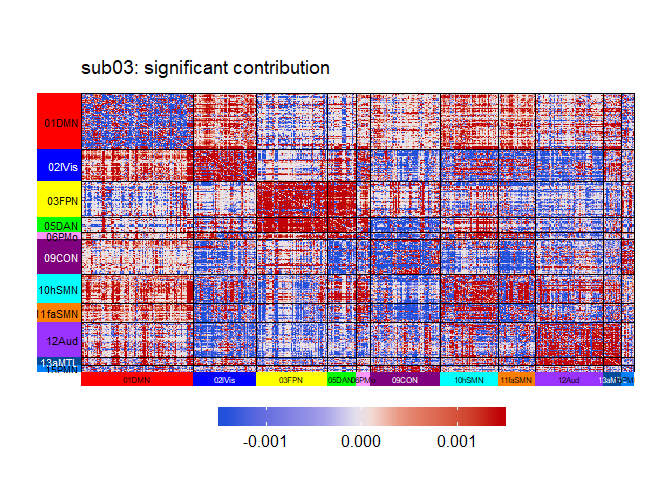 sub03: significant contribution
01DMN
02lVis
03FPN
05DAN
06PMo
09CON
10hSMN
11faSMN
12Aud
13aMTL
01DMN 02lVis 03FPN 05DAN 09CON 10hSMN 11faSMN 12Aud
-0.001 0.000 0.001